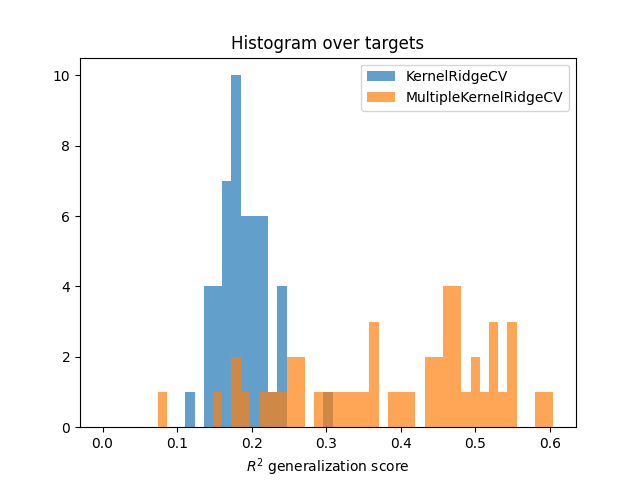 Histogram over targets
KernelRidgeCV
MultipleKernelRidgeCV
10
8
6
4
2
0
0.0 0.1 0.2 0.3 0.4 0.5 0.6
R² generalization score